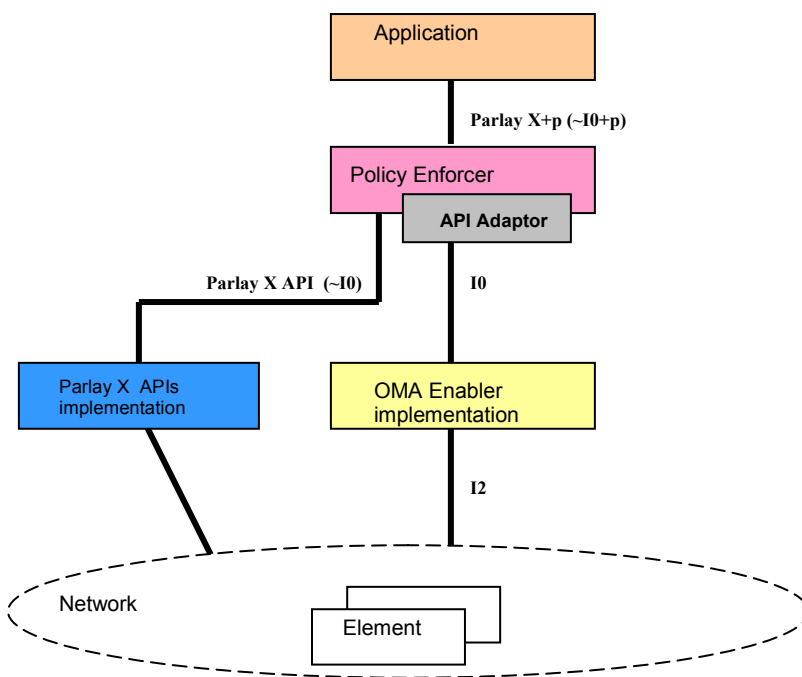 Application
Parlay X+p (~I0+p)
Policy Enforcer
API Adaptor
Parlay X API (~I0)
I0
Parlay X APIs
implementation
OMA Enabler
implementation
I2
Network
Element